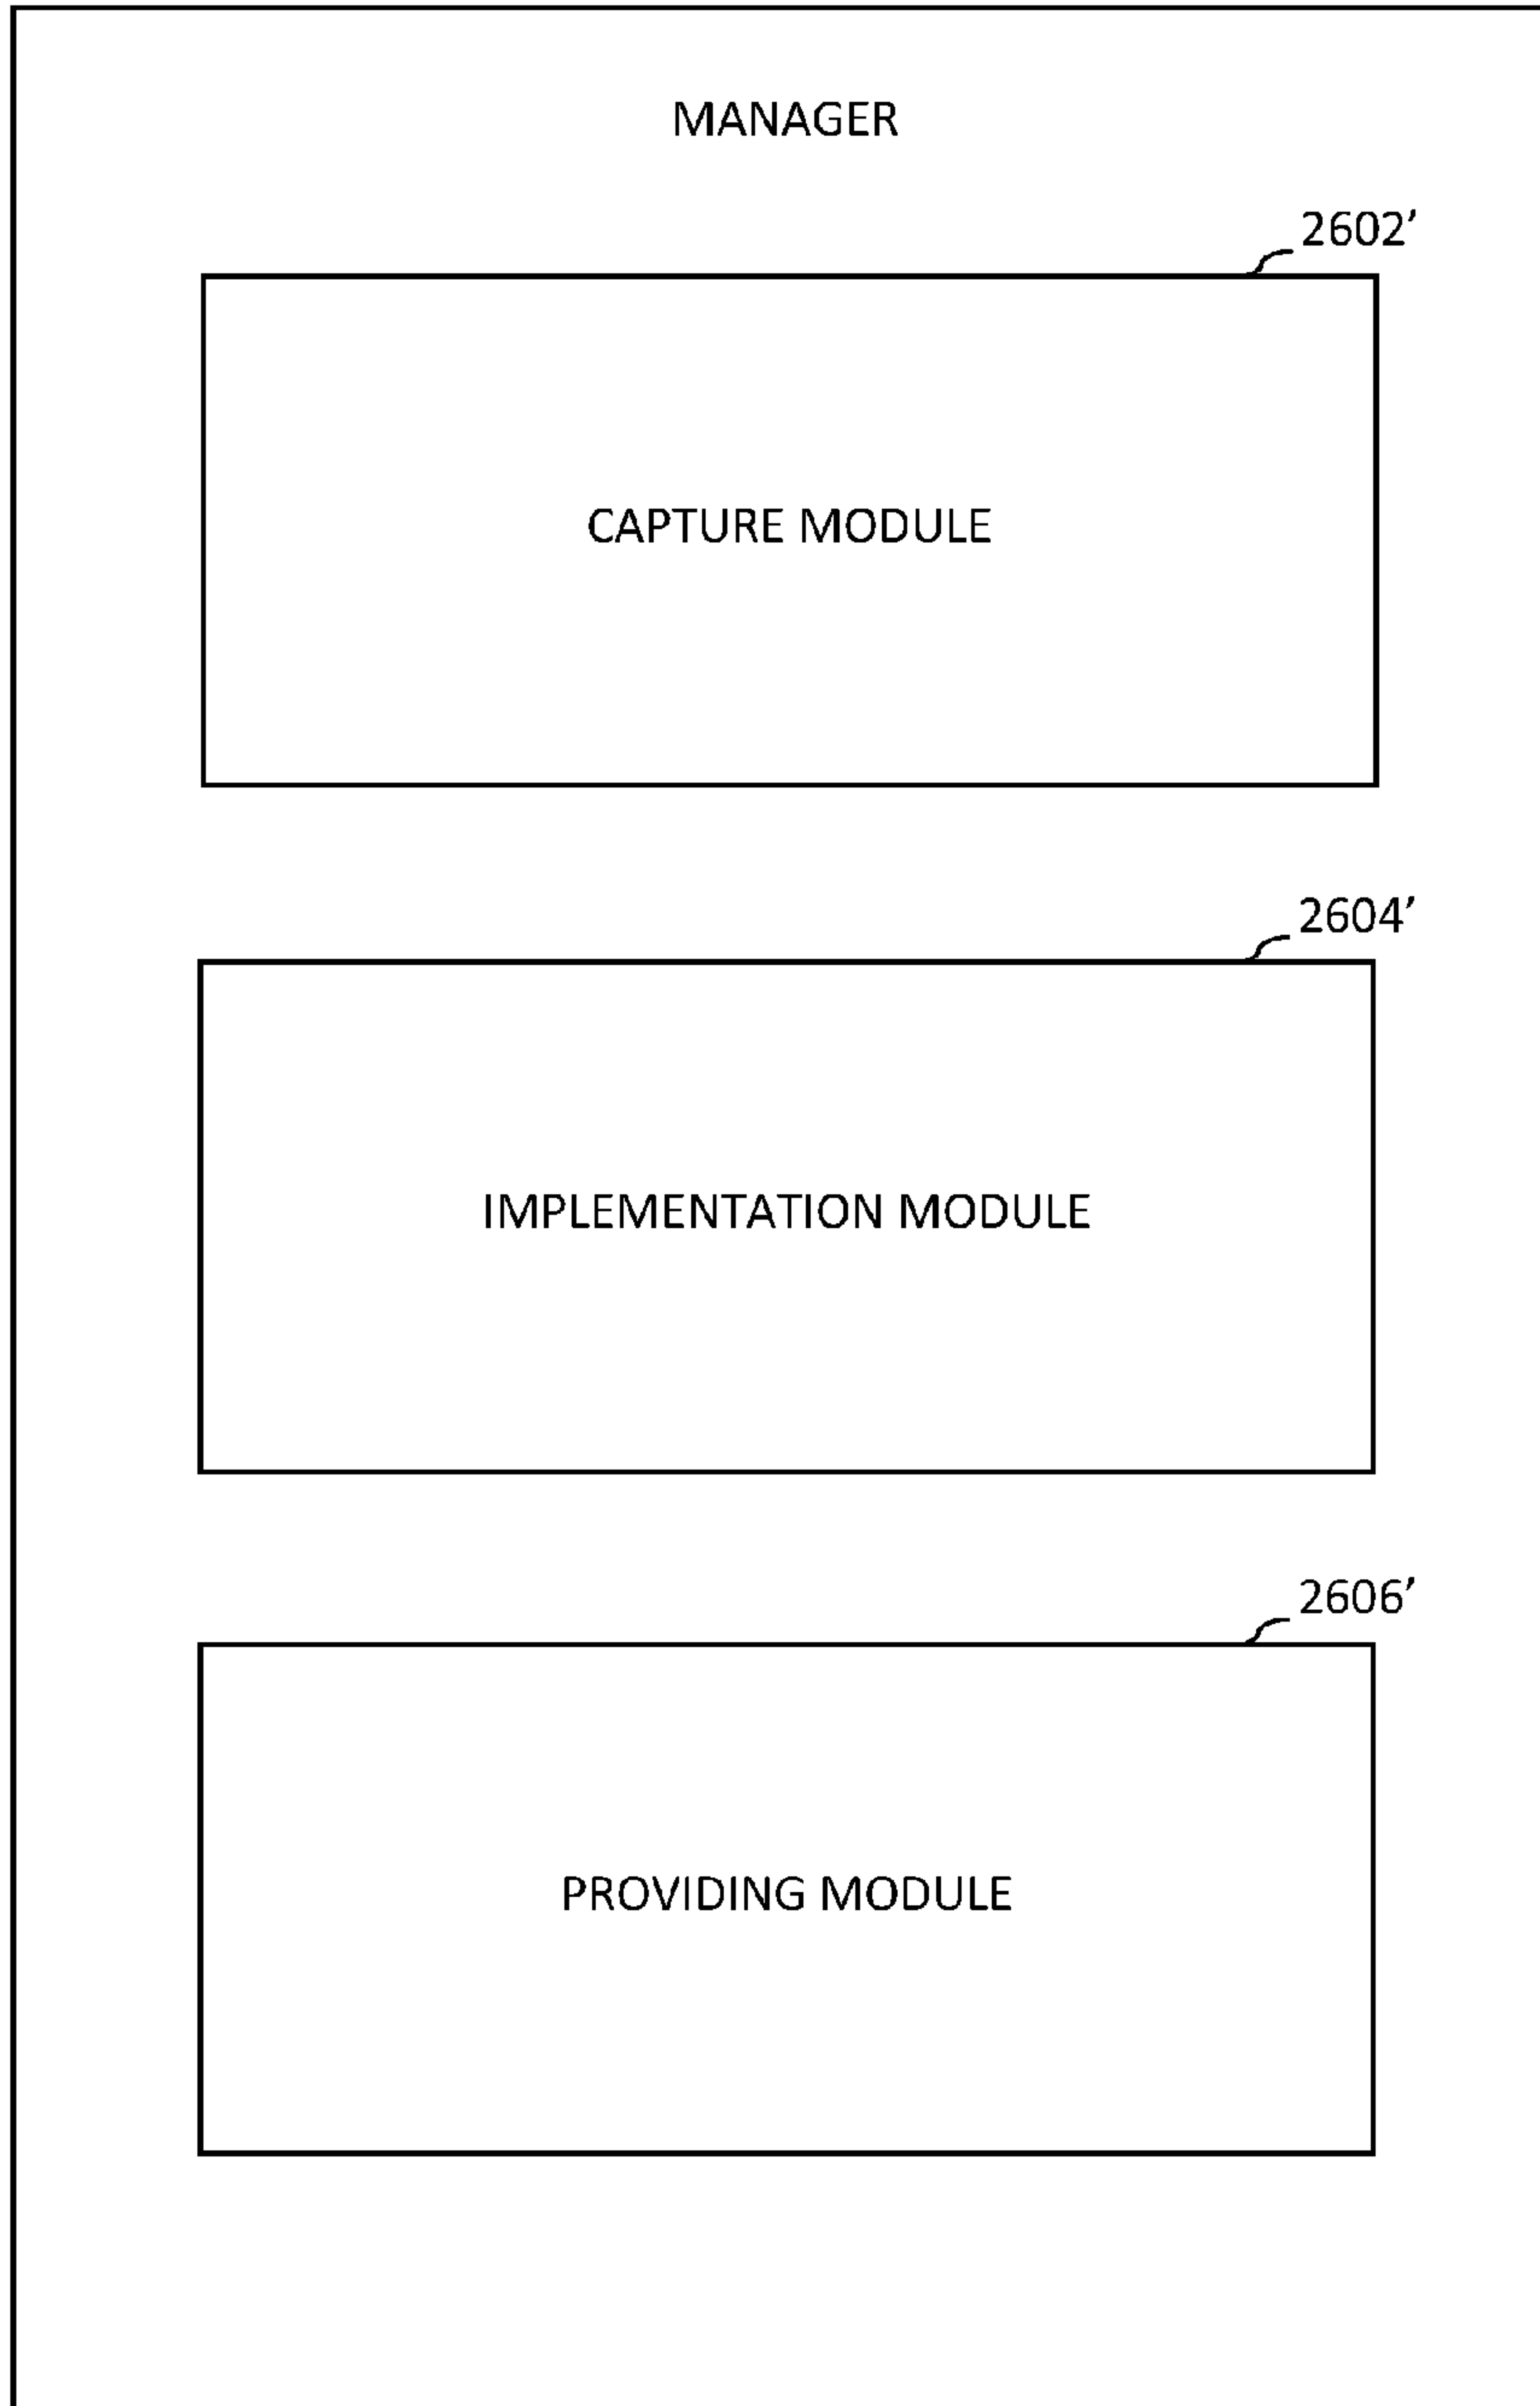 MANAGER
2602’
CAPTURE MODULE
2604’
IMPLEMENTATION MODULE
2606’
PROVIDING MODULE